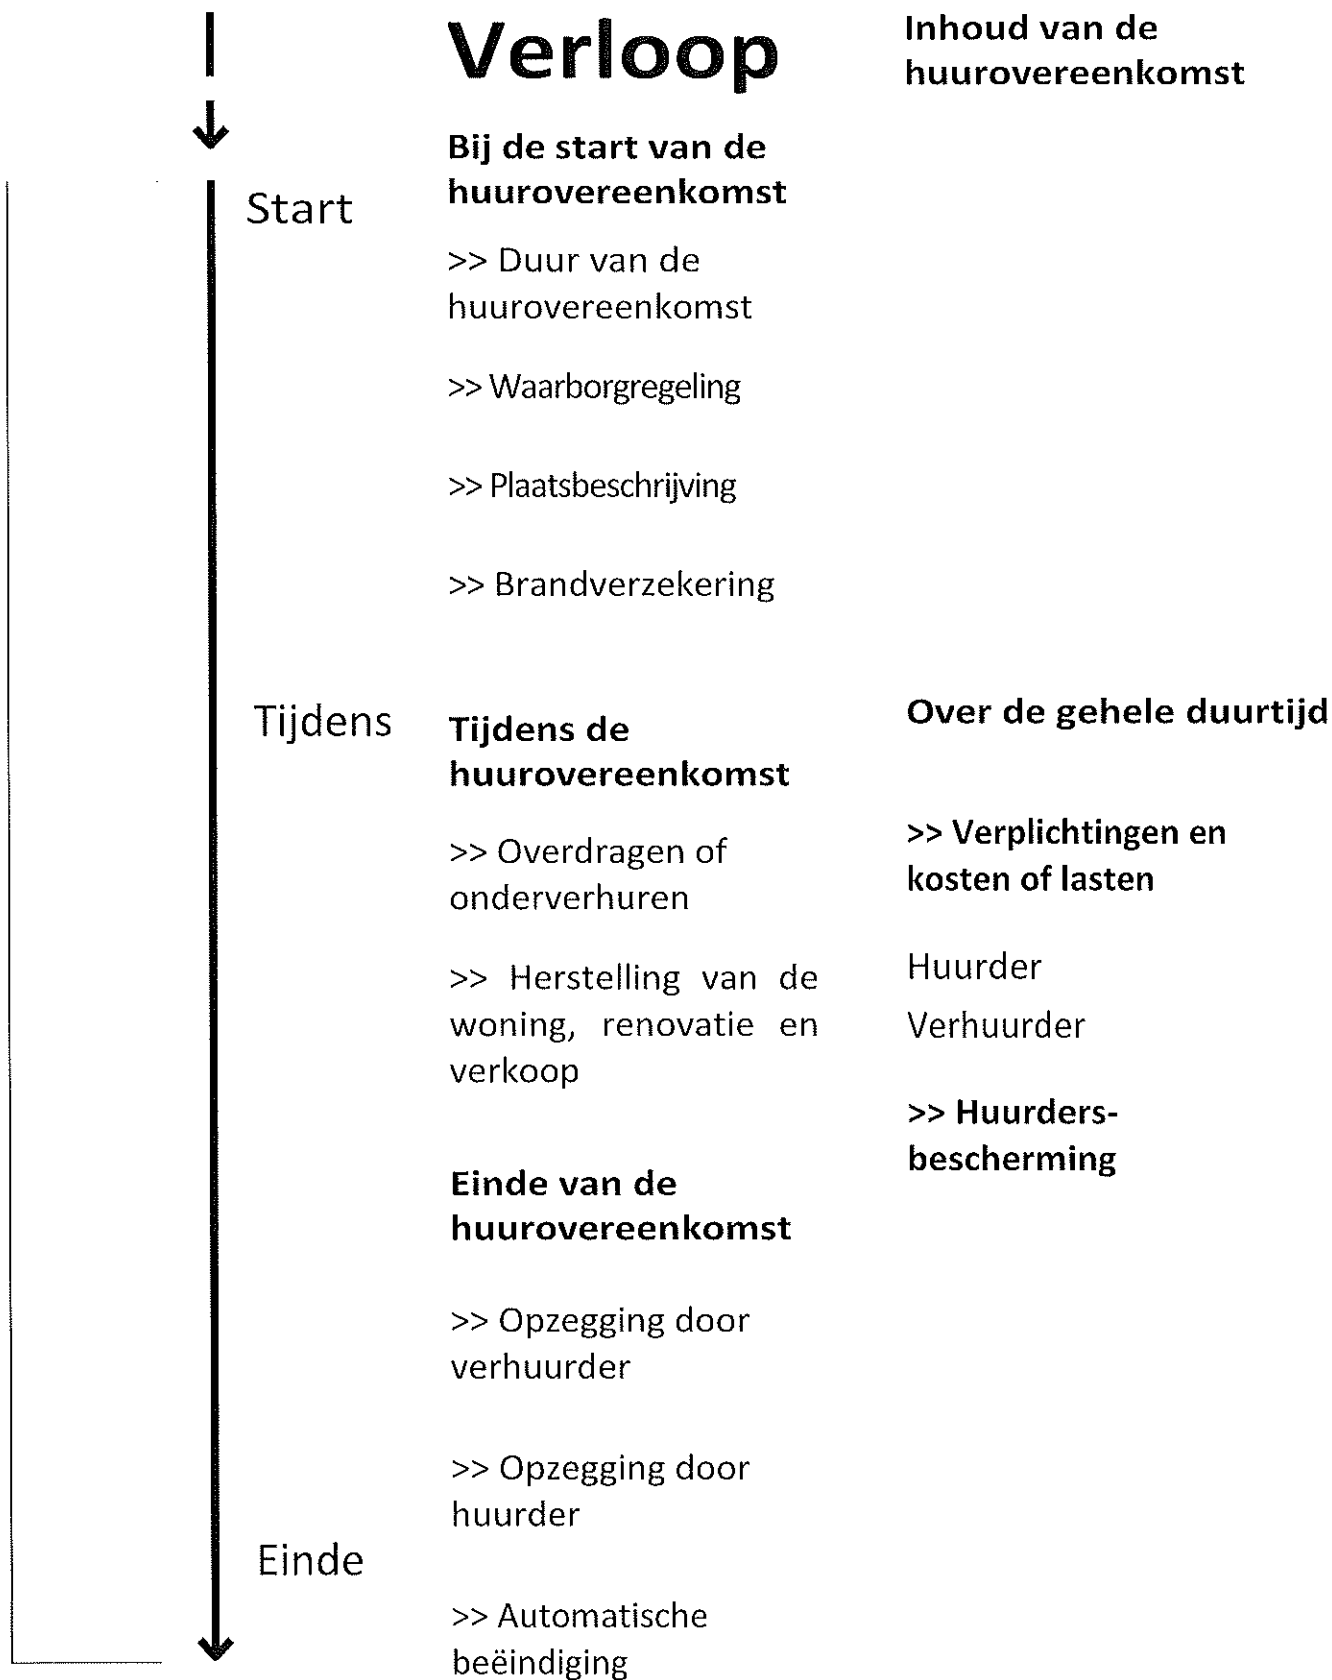 Verloop
Inhoud van de
huurovereenkomst
Start
Bij de start van de
huurovereenkomst
>> Duur van de
huurovereenkomst
>> Waarborgregeling
>> Plaatsbeschrijving
>> Brandverzekering
Tijdens
Tijdens de
huurovereenkomst
>> Overdragen of
onderverhuren
>> Herstelling van de
woning, renovatie en
verkoop
Over de gehele duurtijd
>> Verplichtingen en
kosten of lasten
Huurder
Verhuurder
>> Huurders-
bescherming
Einde van de
huurovereenkomst
>> Opzegging door
verhuurder
>> Opzegging door
huurder
Einde
>> Automatische
beëindiging